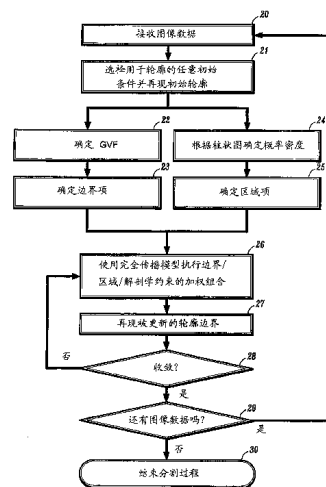 20
接收图像数据
21
选择用于轮廓的任意初始
条件并再现初始轮廓
22
确定 GVF
24
根据柱状图确定概率密度
23
确定边界项
25
确定区域项
26
使用完全传播模型执行边界/
区域/解剖学约束的加权组合
27
再现被更新的轮廓边界
28
收敛?
否
是
29
还有图像数据吗?
是
否
30
结束分割过程